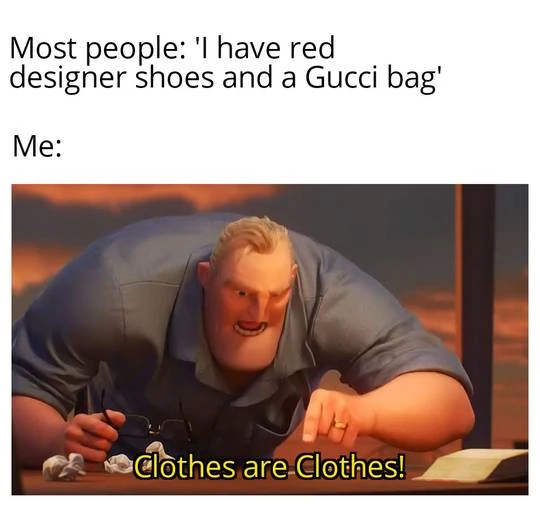 Most people: 'I have red
designer shoes and a Gucci bag'
Me:
Clothes are Clothes!